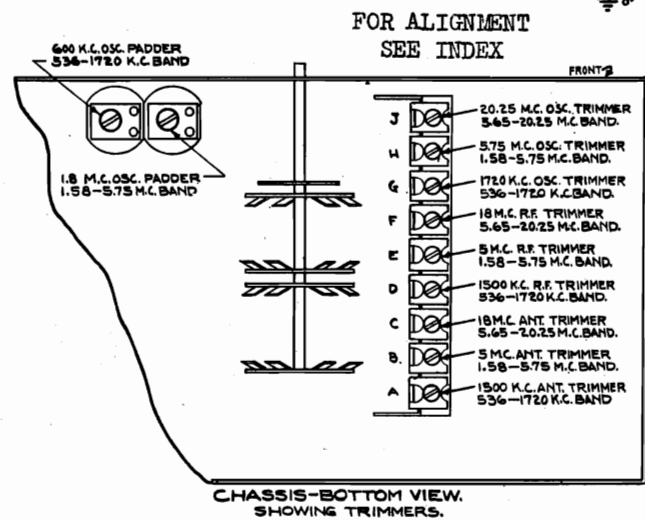 FOR ALIGNMENT
SEE INDEX
600 K.C. OSC. PADDER
536-1720 K.C. BAND
FRONT
1.8 M.C. OSC. PADDER
1.58-5.75 M.C. BAND
J
20.25 M.C. OSC. TRIMMER
5.65-20.25 M.C. BAND.
H
5.75 M.C. OSC. TRIMMER
1.58-5.75 M.C. BAND.
G
1720 K.C. OSC. TRIMMER
536-1720 K.C. BAND.
F
18 M.C. R.F. TRIMMER
5.65-20.25 M.C. BAND.
E
5 M.C. R.F. TRIMMER
1.58-5.75 M.C. BAND.
D
1500 K.C. R.F. TRIMMER
536-1720 K.C. BAND.
C
18 M.C. ANT. TRIMMER
5.65-20.25 M.C. BAND.
B.
5 M.C. ANT. TRIMMER
1.58-5.75 M.C. BAND.
A
1500 K.C. ANT. TRIMMER
536-1720 K.C. BAND
CHASSIS-BOTTOM VIEW.
SHOWING TRIMMERS.